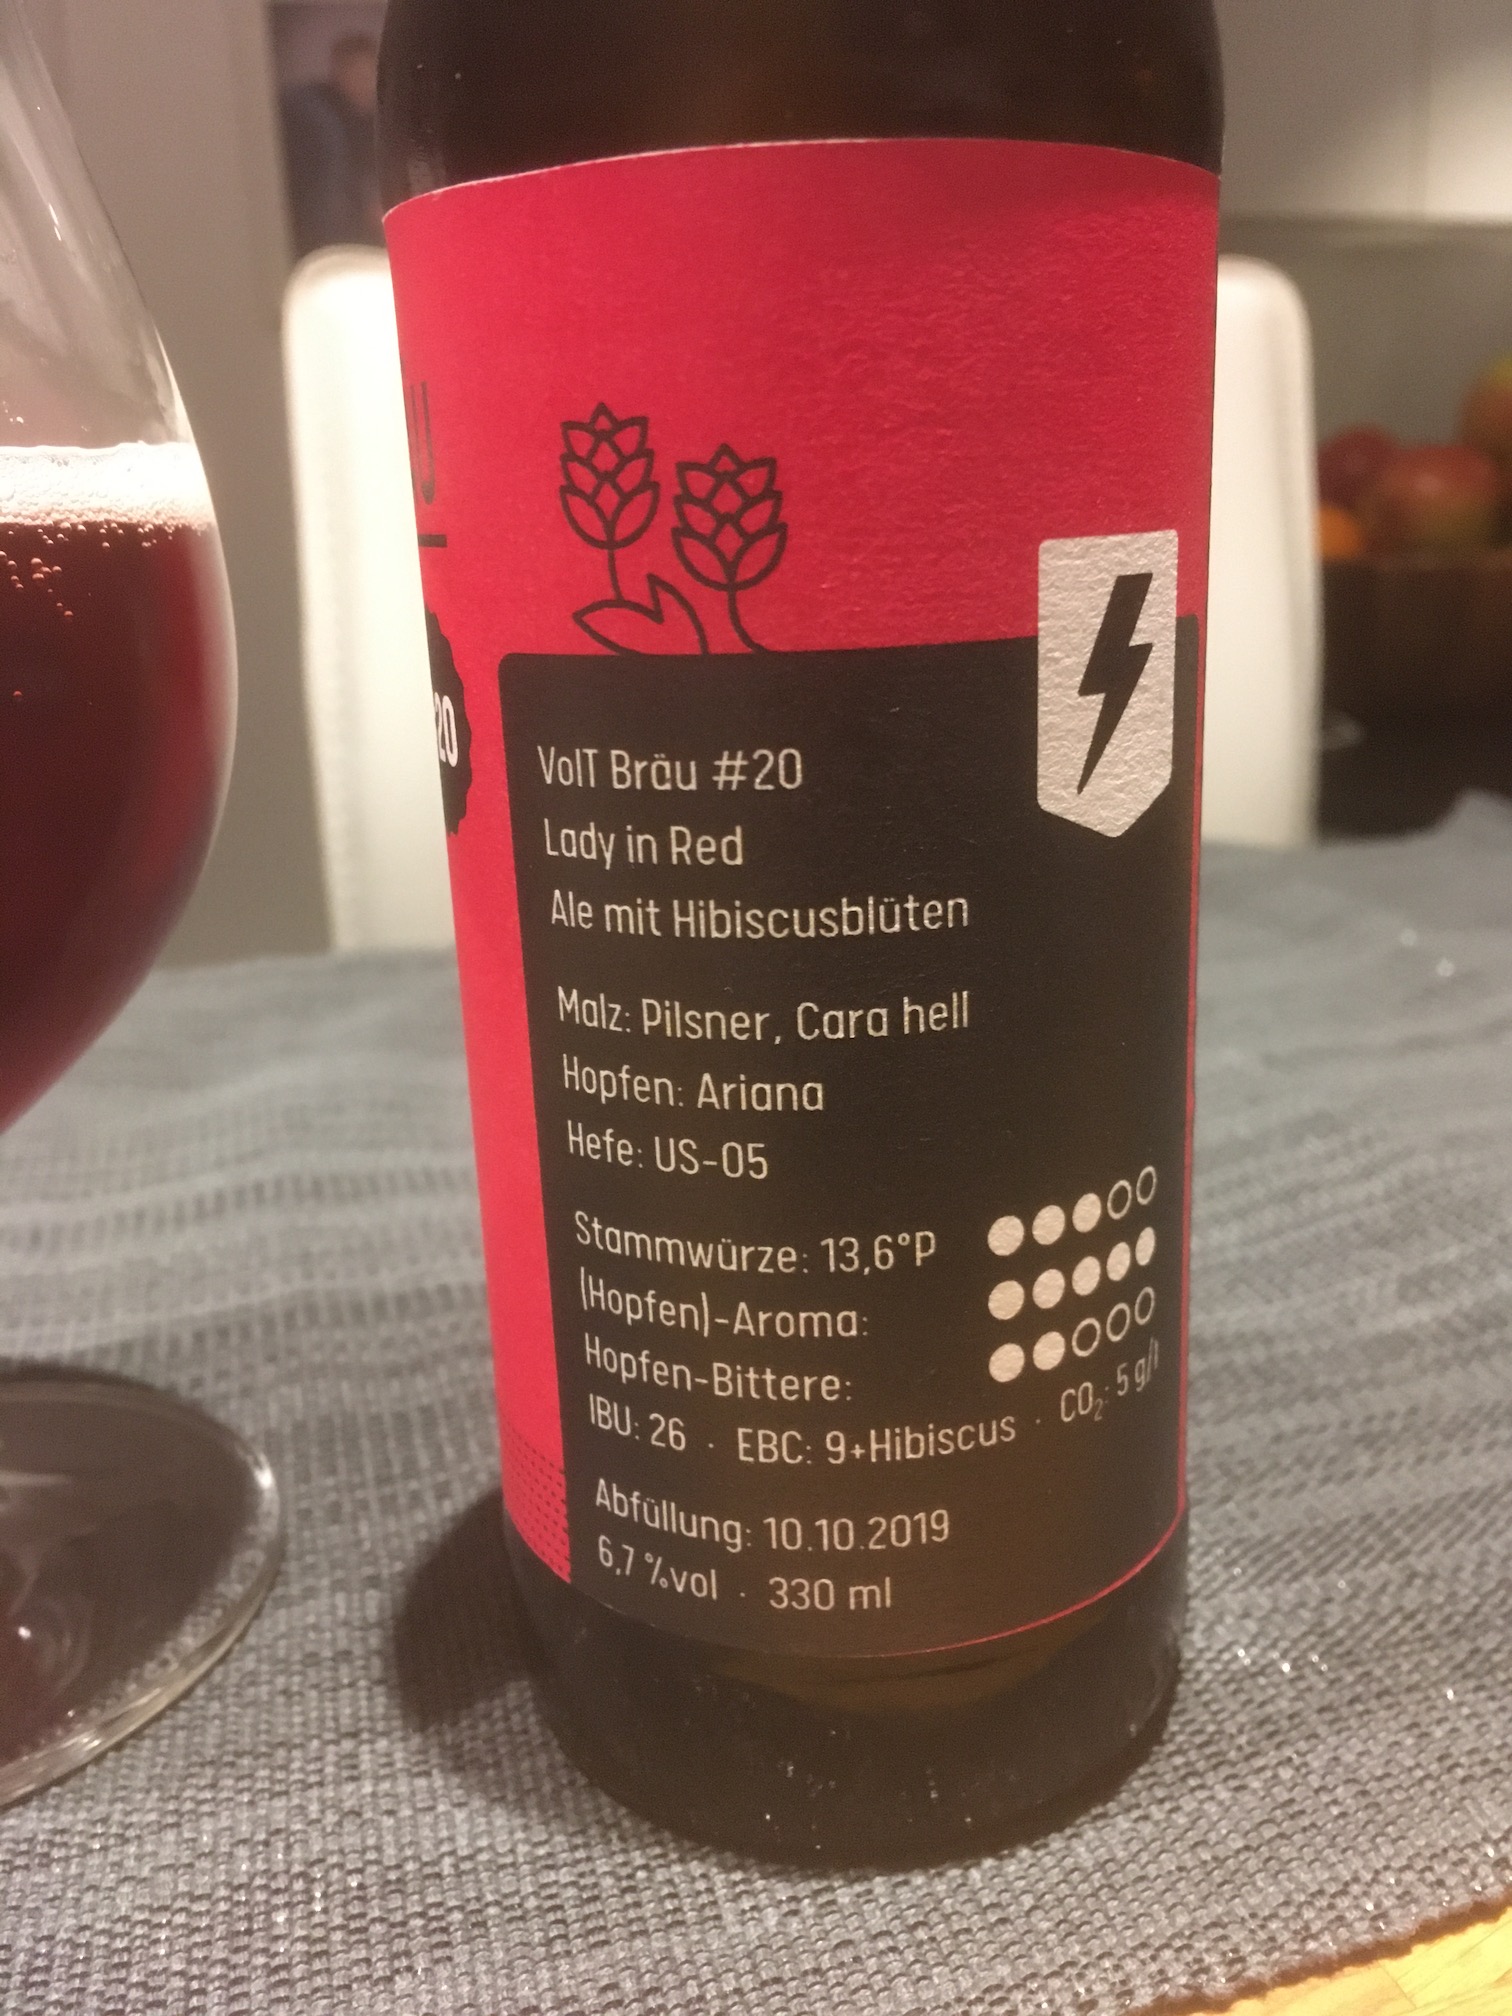 U
20
VolT Bräu #20
Lady in Red
Ale mit Hibiscusblüten
Malz: Pilsner, Cara hell
Hopfen: Ariana
Hefe: US-05
Stammwürze: 13,6°P
(Hopfen)-Aroma:
Hopfen-Bittere:
IBU: 26 · EBC: 9+Hibiscus · CO₂: 5 g/l
Abfüllung: 10.10.2019
6,7 %vol · 330 ml